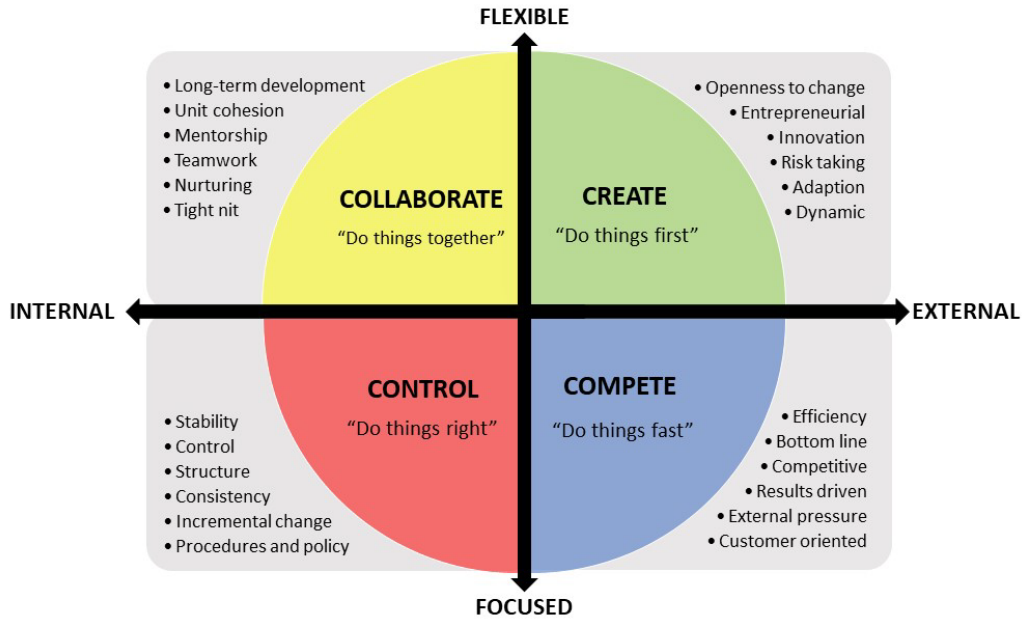 FLEXIBLE
• Long-term development
• Unit cohesion
• Mentorship
• Teamwork
• Nurturing
• Tight nit
COLLABORATE
“Do things together”
• Openness to change
• Entrepreneurial
• Innovation
• Risk taking
• Adaption
• Dynamic
CREATE
“Do things first”
INTERNAL
EXTERNAL
CONTROL
“Do things right”
• Stability
• Control
• Structure
• Consistency
• Incremental change
• Procedures and policy
COMPETE
“Do things fast”
• Efficiency
• Bottom line
• Competitive
• Results driven
• External pressure
• Customer oriented
FOCUSED